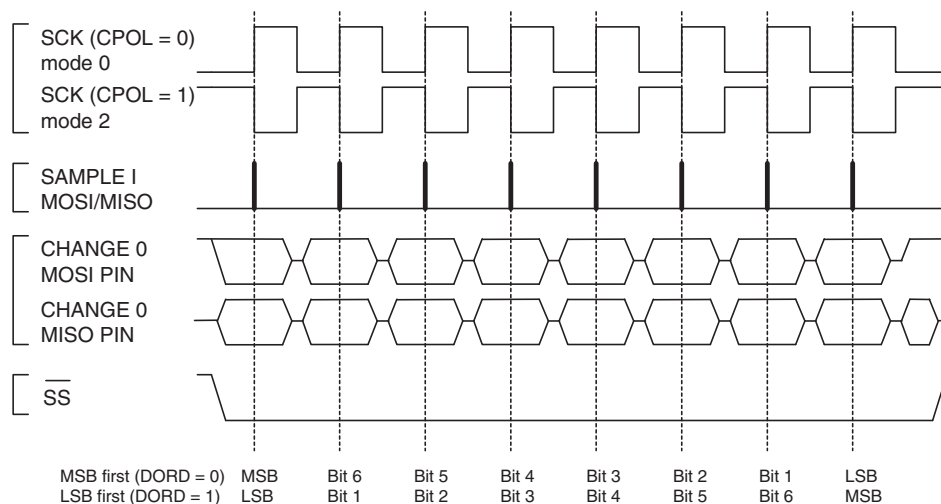 SCK (CPOL = 0)
mode 0
SCK (CPOL = 1)
mode 2
SAMPLE I
MOSI/MISO
CHANGE 0
MOSI PIN
CHANGE 0
MISO PIN
SS
MSB first (DORD = 0) MSB Bit 6 Bit 5 Bit 4 Bit 3 Bit 2 Bit 1 LSB
LSB first (DORD = 1) LSB Bit 1 Bit 2 Bit 3 Bit 4 Bit 5 Bit 6 MSB